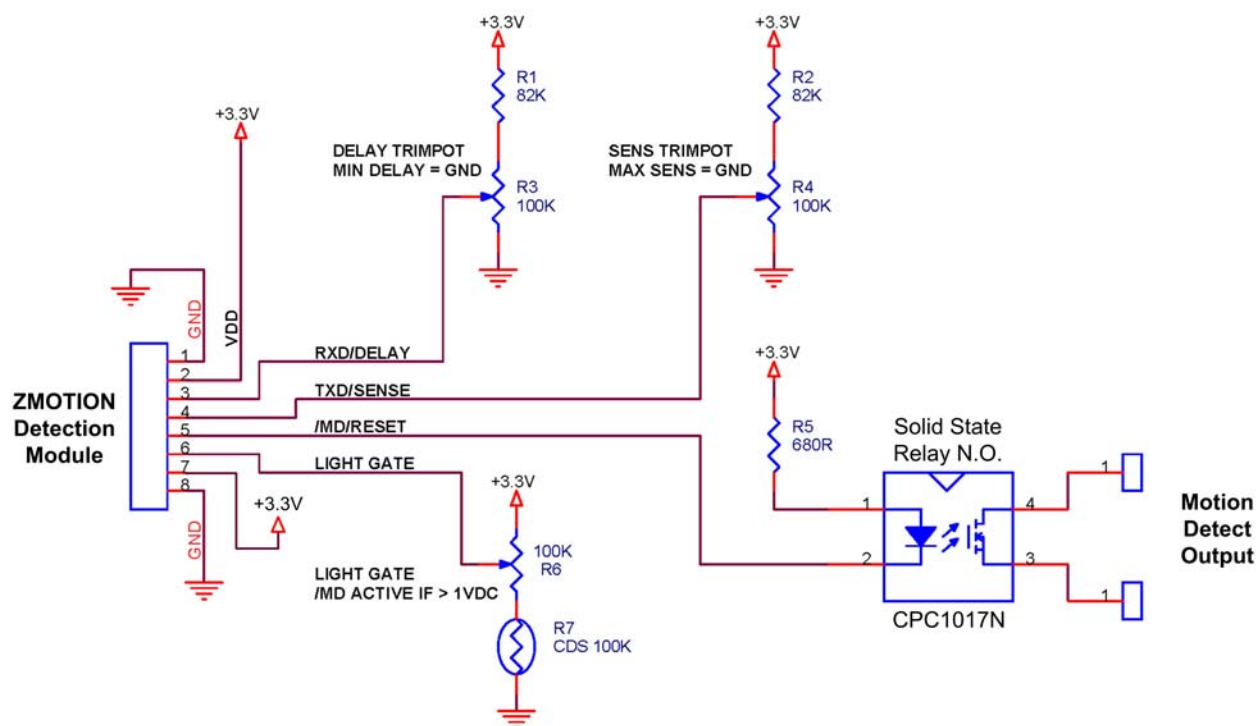 +3.3V
R1
82K
DELAY TRIMPOT
MIN DELAY = GND
R3
100K
+3.3V
R2
82K
SENS TRIMPOT
MAX SENS = GND
R4
100K
+3.3V
GND
VDD
ZMOTION
Detection
Module
1
2
3
4
5
6
7
8
RXD/DELAY
TXD/SENSE
/MD/RESET
LIGHT GATE
+3.3V
GND
+3.3V
100K
R6
LIGHT GATE
/MD ACTIVE IF > 1VDC
R7
CDS 100K
+3.3V
R5
680R
Solid State
Relay N.O.
1
2
4
3
CPC1017N
1
1
Motion
Detect
Output